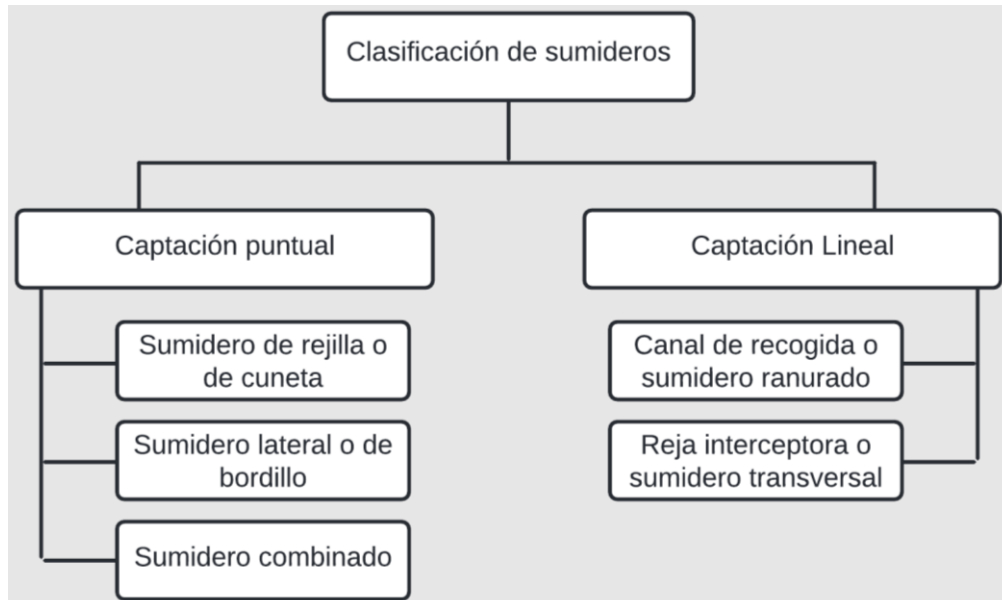 Clasificación de sumideros
Captación puntual
Sumidero de rejilla o
de cuneta
Sumidero lateral o de
bordillo
Sumidero combinado
Captación Lineal
Canal de recogida o
sumidero ranurado
Reja interceptora o
sumidero transversal